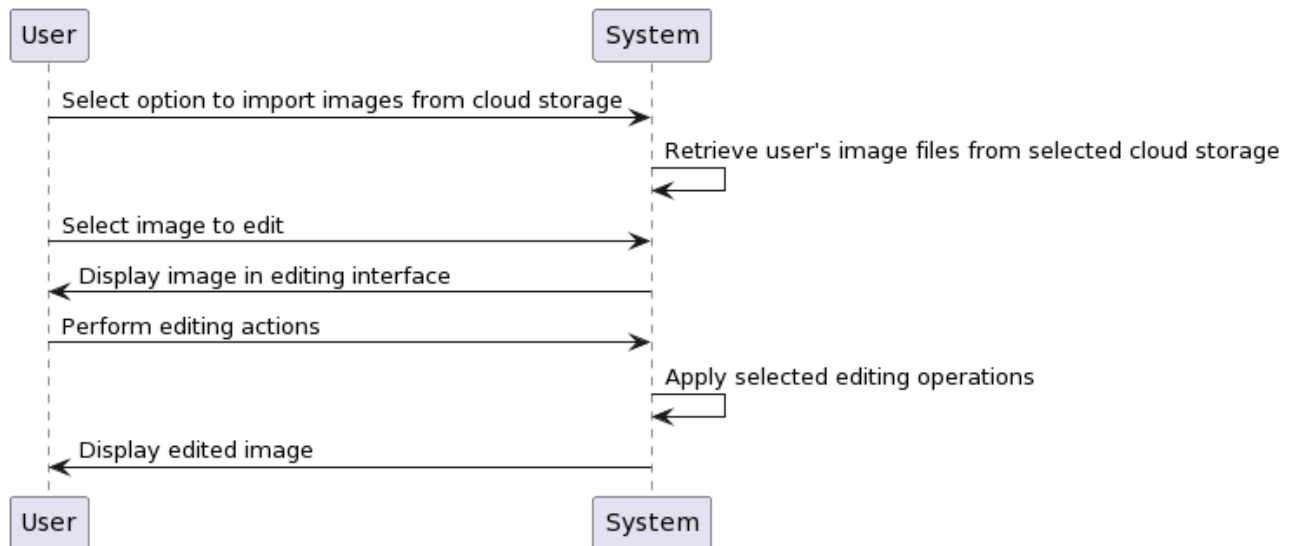 User
System
Select option to import images from cloud storage
Retrieve user's image files from selected cloud storage
Select image to edit
Display image in editing interface
Perform editing actions
Apply selected editing operations
Display edited image
User
System